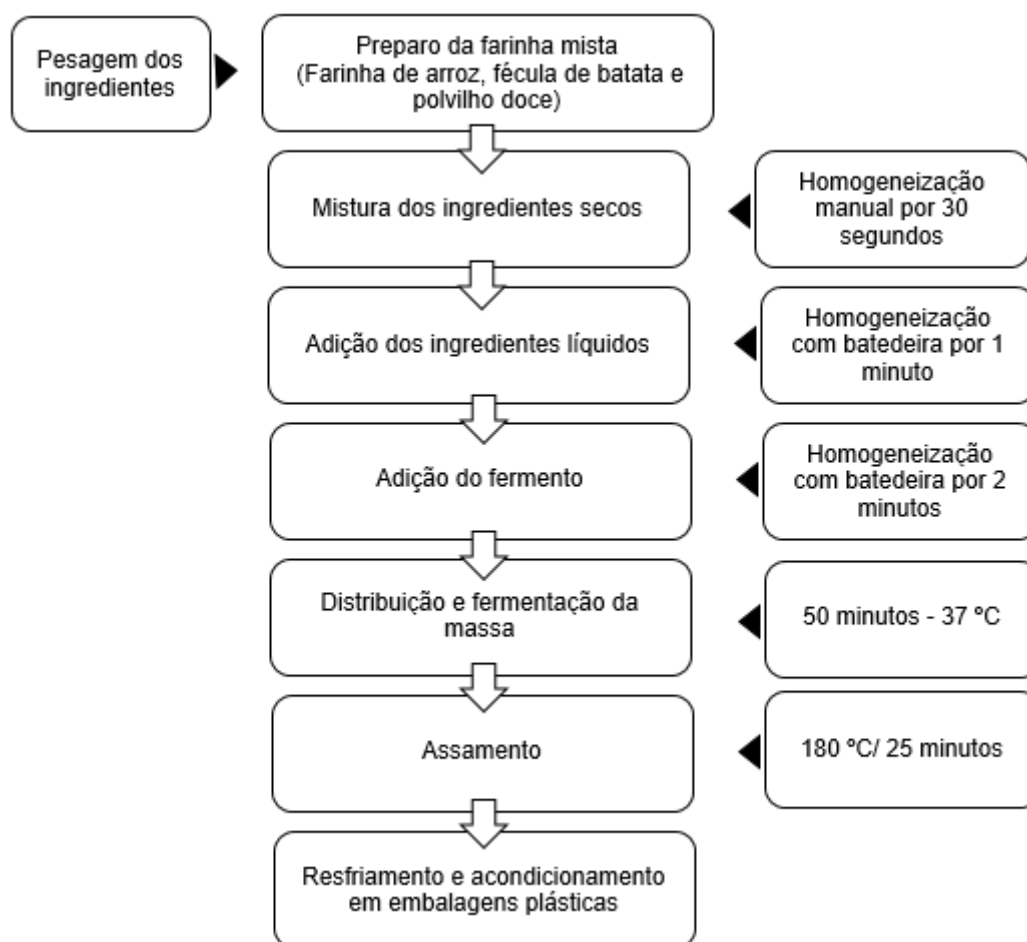 Pesagem dos
ingredientes
Preparo da farinha mista
(Farinha de arroz, fécula de batata e
polvilho doce)
Mistura dos ingredientes secos
Homogeneização
manual por 30
segundos
Adição dos ingredientes líquidos
Homogeneização
com batedeira por 1
minuto
Adição do fermento
Homogeneização
com batedeira por 2
minutos
Distribuição e fermentação da
massa
50 minutos - 37 ºC
Assamento
180 ºC/ 25 minutos
Resfriamento e acondicionamento
em embalagens plásticas